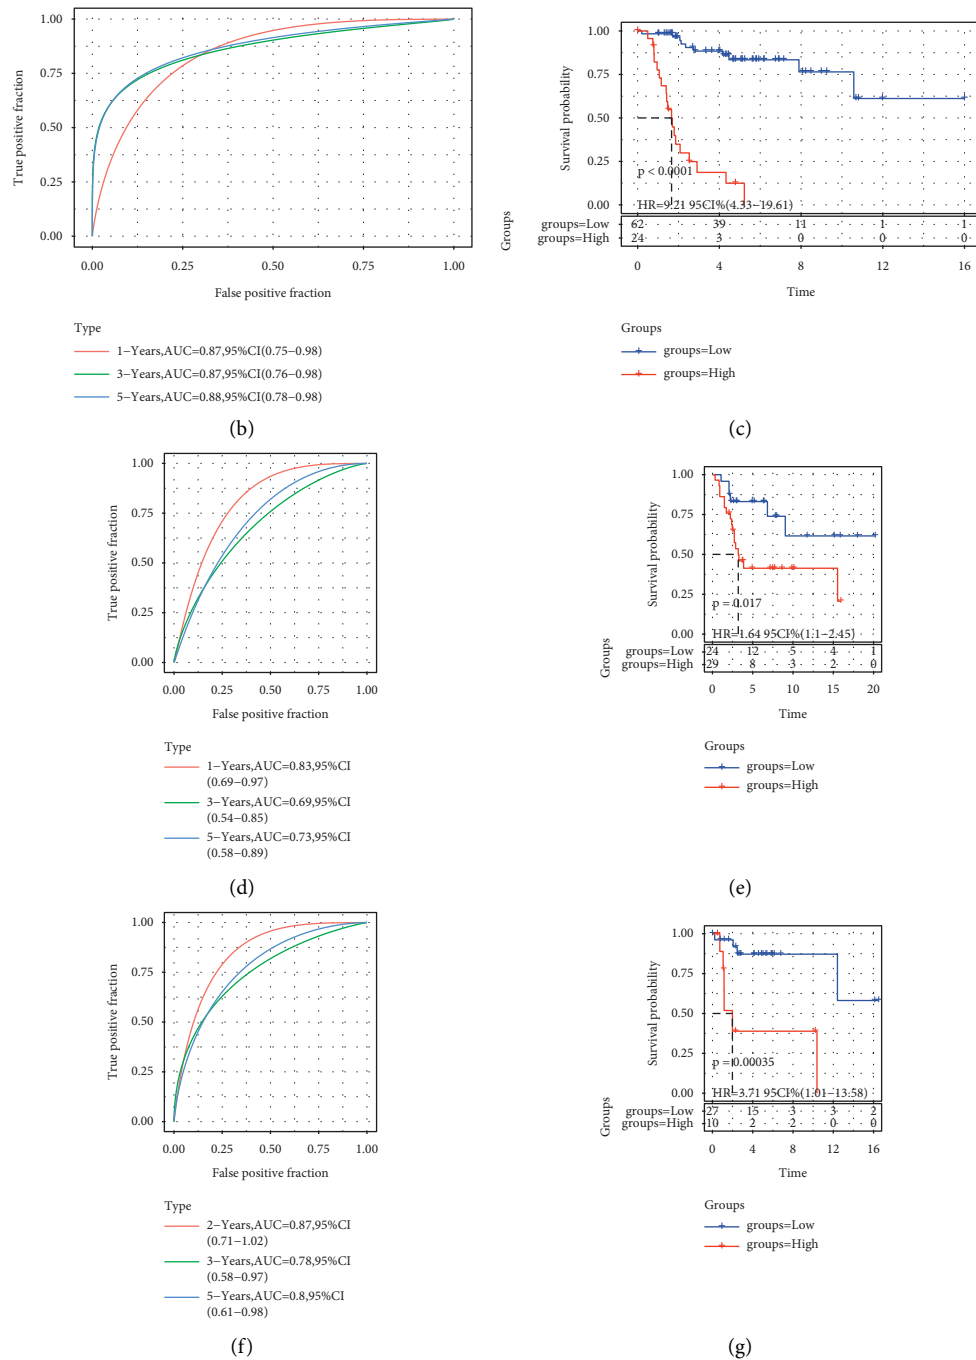 1.00
0.75
0.50
0.25
0.00
True positive fraction
0.00 0.25 0.50 0.75 1.00
False positive fraction
Type
1−Years,AUC=0.87,95%CI(0.75−0.98)
3−Years,AUC=0.87,95%CI(0.76−0.98)
5−Years,AUC=0.88,95%CI(0.78−0.98)
(b)
1.00
0.75
0.50
0.25
0.00
Survival probability
p < 0.0001
HR=9.21 95CI%(4.33−19.61)
Groups
groups=Low 62 39 11 1 1
groups=High 24 3 0 0 0
0 4 8 12 16
Time
Groups
groups=Low
groups=High
(c)
1.00
0.75
0.50
0.25
0.00
True positive fraction
0.00 0.25 0.50 0.75 1.00
False positive fraction
Type
1−Years,AUC=0.83,95%CI
(0.69−0.97)
3−Years,AUC=0.69,95%CI
(0.54−0.85)
5−Years,AUC=0.73,95%CI
(0.58−0.89)
(d)
1.00
0.75
0.50
0.25
0.00
Survival probability
p = 0.017
HR=1.64 95CI%(1.1−2.45)
Groups
groups=Low 24 12 5 4 1
groups=High 29 8 3 2 0
0 5 10 15 20
Time
Groups
groups=Low
groups=High
(e)
1.00
0.75
0.50
0.25
0.00
True positive fraction
0.00 0.25 0.50 0.75 1.00
False positive fraction
Type
2−Years,AUC=0.87,95%CI
(0.71−1.02)
3−Years,AUC=0.78,95%CI
(0.58−0.97)
5−Years,AUC=0.8,95%CI
(0.61−0.98)
(f)
1.00
0.75
0.50
0.25
0.00
Survival probability
p = 0.00035
HR=3.71 95CI%(1.01−13.58)
Groups
groups=Low 27 15 3 3 2
groups=High 10 2 2 0 0
0 4 8 12 16
Time
Groups
groups=Low
groups=High
(g)